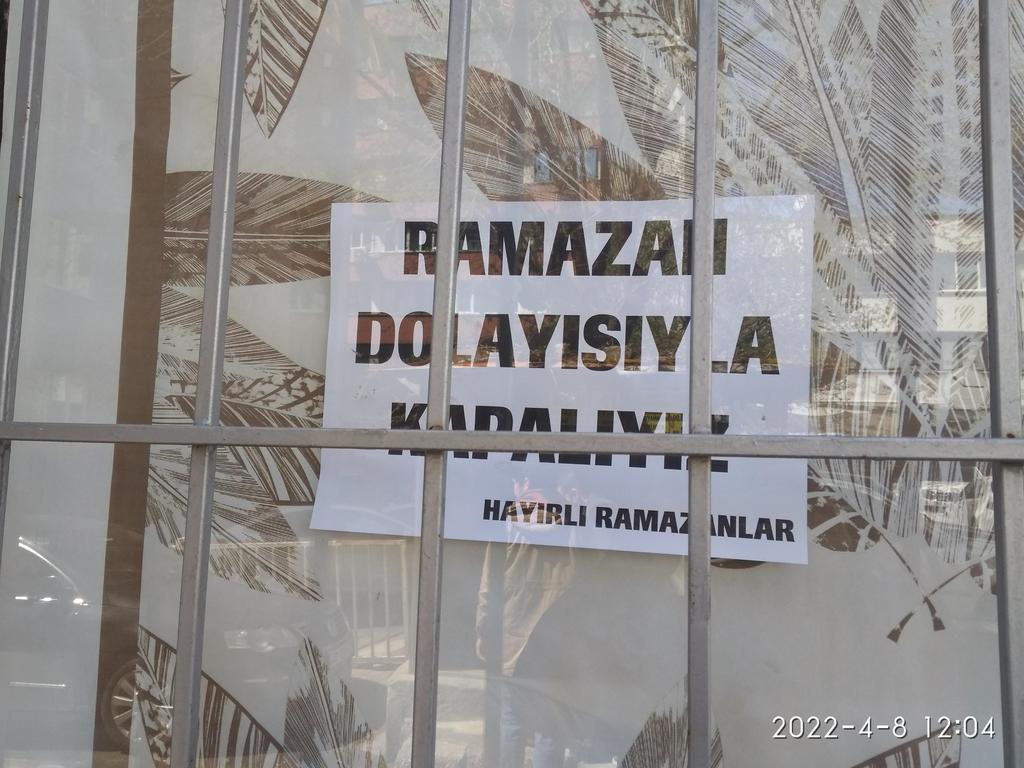 RAMAZAN
DOLAYISIYLA
KAPALIYIZ
HAYIRLI RAMAZANLAR
2022-4-8 12:04